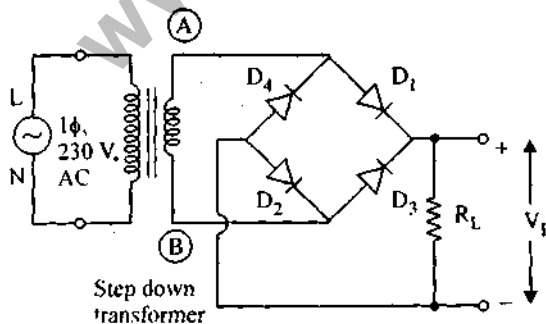 W
A
L
1ϕ,
230 V.
AC
N
D4
D1
D2
D3
+
RL
VL
−
B
Step down
transformer